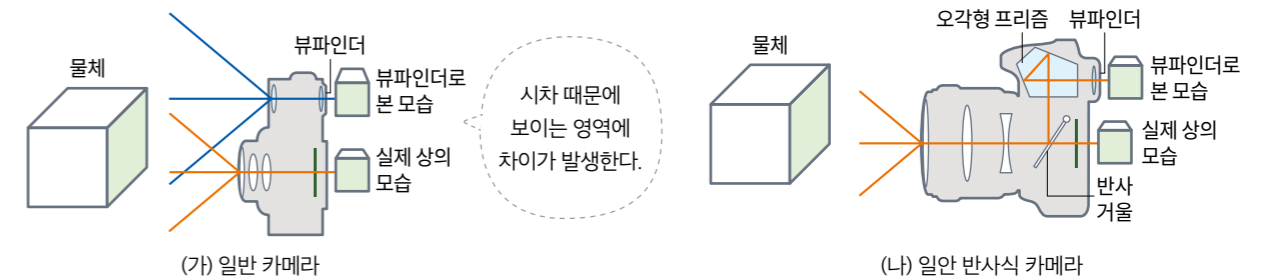 물체
뷰파인더
뷰파인더로
본 모습
실제 상의
모습
(가) 일반 카메라
시차 때문에
보이는 영역에
차이가 발생한다.
물체
오각형 프리즘
뷰파인더
뷰파인더로
본 모습
실제 상의
모습
반사
거울
(나) 일안 반사식 카메라